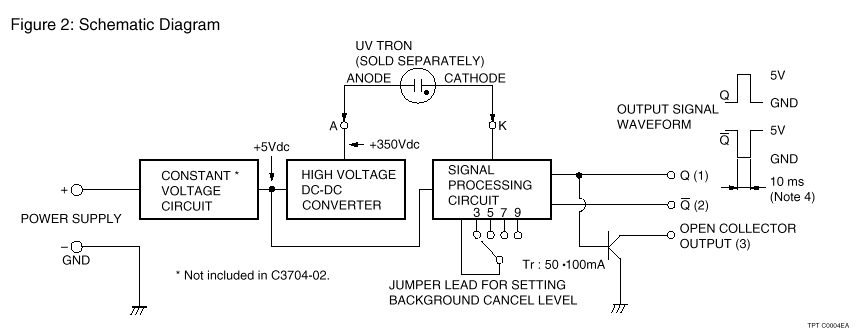 Figure 2: Schematic Diagram
UV TRON
(SOLD SEPARATELY)
ANODE
CATHODE
A
K
+5Vdc
+350Vdc
CONSTANT *
VOLTAGE
CIRCUIT
HIGH VOLTAGE
DC-DC
CONVERTER
SIGNAL
PROCESSING
CIRCUIT
3 5 7 9
+
POWER SUPPLY
−
GND
* Not included in C3704-02.
JUMPER LEAD FOR SETTING
BACKGROUND CANCEL LEVEL
Tr : 50 •100mA
OUTPUT SIGNAL
WAVEFORM
Q
5V
GND
Q̅
5V
GND
10 ms
(Note 4)
Q (1)
Q̅ (2)
OPEN COLLECTOR
OUTPUT (3)
TPT C0004EA